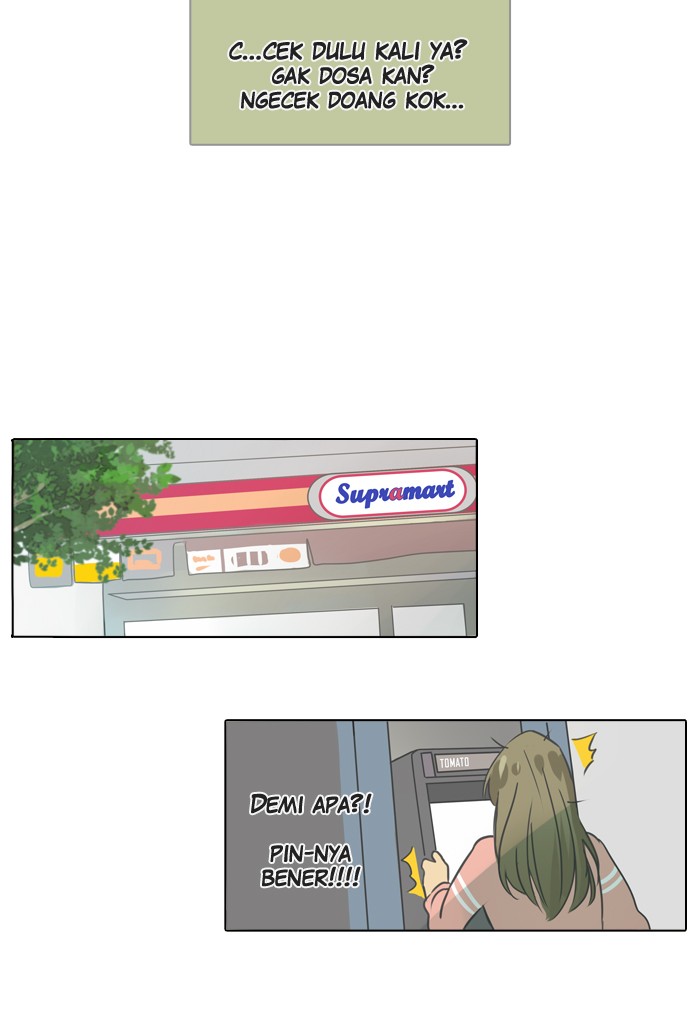 C...CEK DULU KALI YA?
GAK DOSA KAN?
NGECEK DOANG KOK...
Supramart
TOMATO
DEMI APA?!
PIN-NYA
BENER!!!!